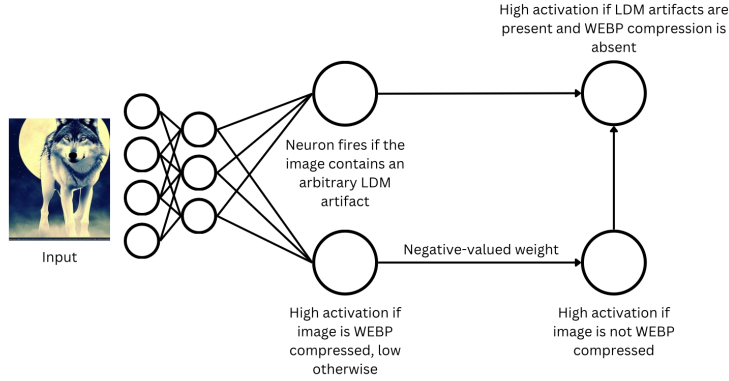 High activation if LDM artifacts are
present and WEBP compression is
absent
Neuron fires if the
image contains an
arbitrary LDM
artifact
Input
Negative-valued weight
High activation if
image is WEBP
compressed, low
otherwise
High activation if
image is not WEBP
compressed